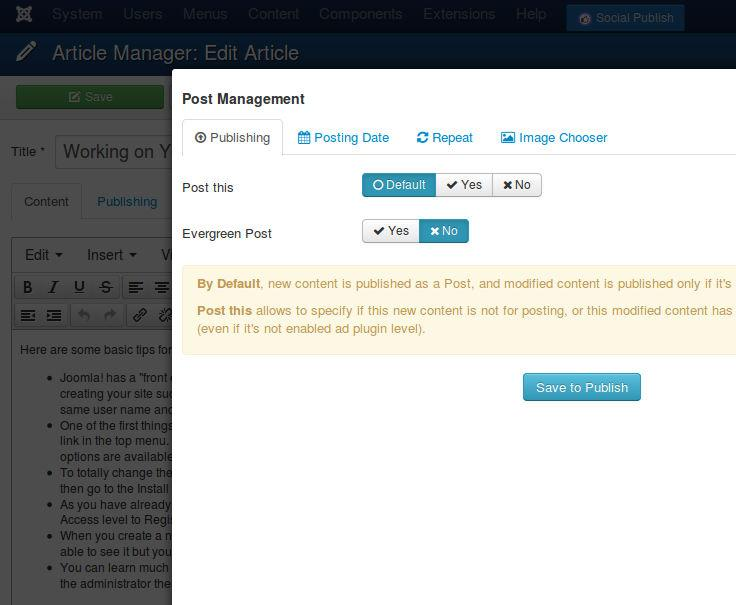 System Users Menus Content Components Extensions Help Social Publish
Article Manager: Edit Article
Save
Title * Working on Y
Content Publishing
Edit Insert
B I U S
Here are some basic tips for
Joomla! has a "front
creating your site
same user name and
One of the first things
link in the top menu.
options are available
To totally change the
then go to the Install
As you have already
Access level to
When you create a
able to see it but you
You can learn much
the administrator
Post Management
Publishing Posting Date Repeat Image Chooser
Post this Default Yes No
Evergreen Post Yes No
By Default, new content is published as a Post, and modified content is published only if it's
Post this allows to specify if this new content is not for posting, or this modified content has
(even if it's not enabled ad plugin level).
Save to Publish